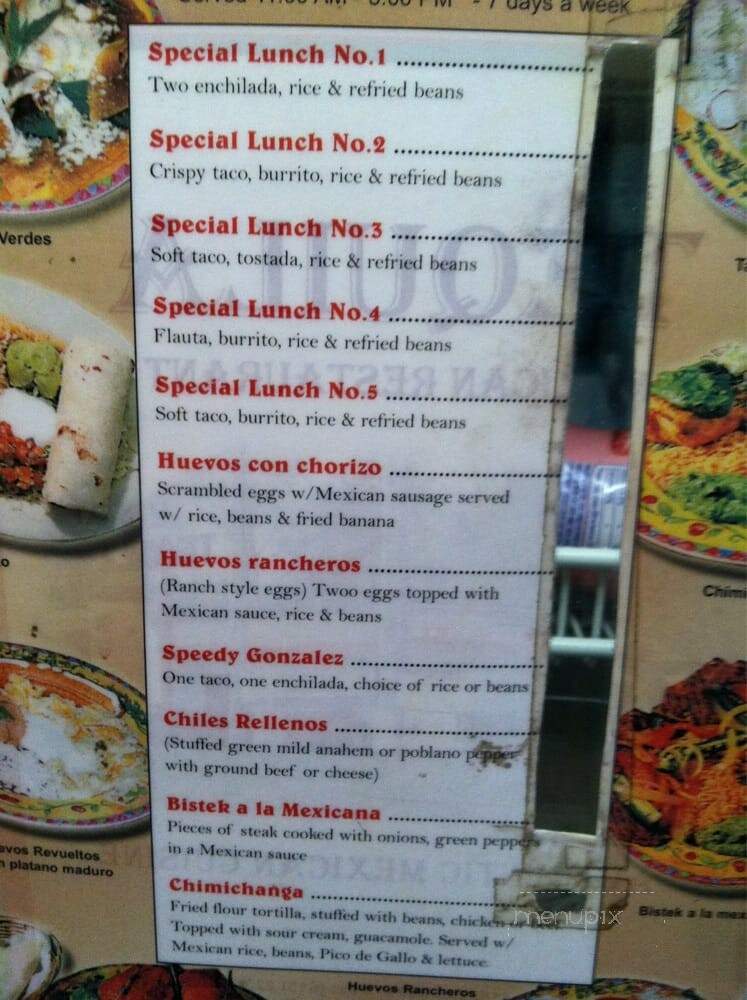 7 days a week
Special Lunch No.1
Two enchilada, rice & refried beans
Special Lunch No.2
Crispy taco, burrito, rice & refried beans
Special Lunch No.3
Soft taco, tostada, rice & refried beans
Special Lunch No.4
Flauta, burrito, rice & refried beans
Special Lunch No.5
Soft taco, burrito, rice & refried beans
Huevos con chorizo
Scrambled eggs w/Mexican sausage served
w/ rice, beans & fried banana
Huevos rancheros
(Ranch style eggs) Twoo eggs topped with
Mexican sauce, rice & beans
Speedy Gonzalez
One taco, one enchilada, choice of rice or beans
Chiles Rellenos
(Stuffed green mild anahem or poblano pepper
with ground beef or cheese)
Bistek a la Mexicana
Pieces of steak cooked with onions, green peppers
in a Mexican sauce
Chimichanga
Fried flour tortilla, stuffed with beans, chicken
Topped with sour cream, guacamole. Served w/
Mexican rice, beans, Pico de Gallo & lettuce.
Verdes
Revueltos
platano maduro
Bistek a la
Huevos Rancheros
menupix